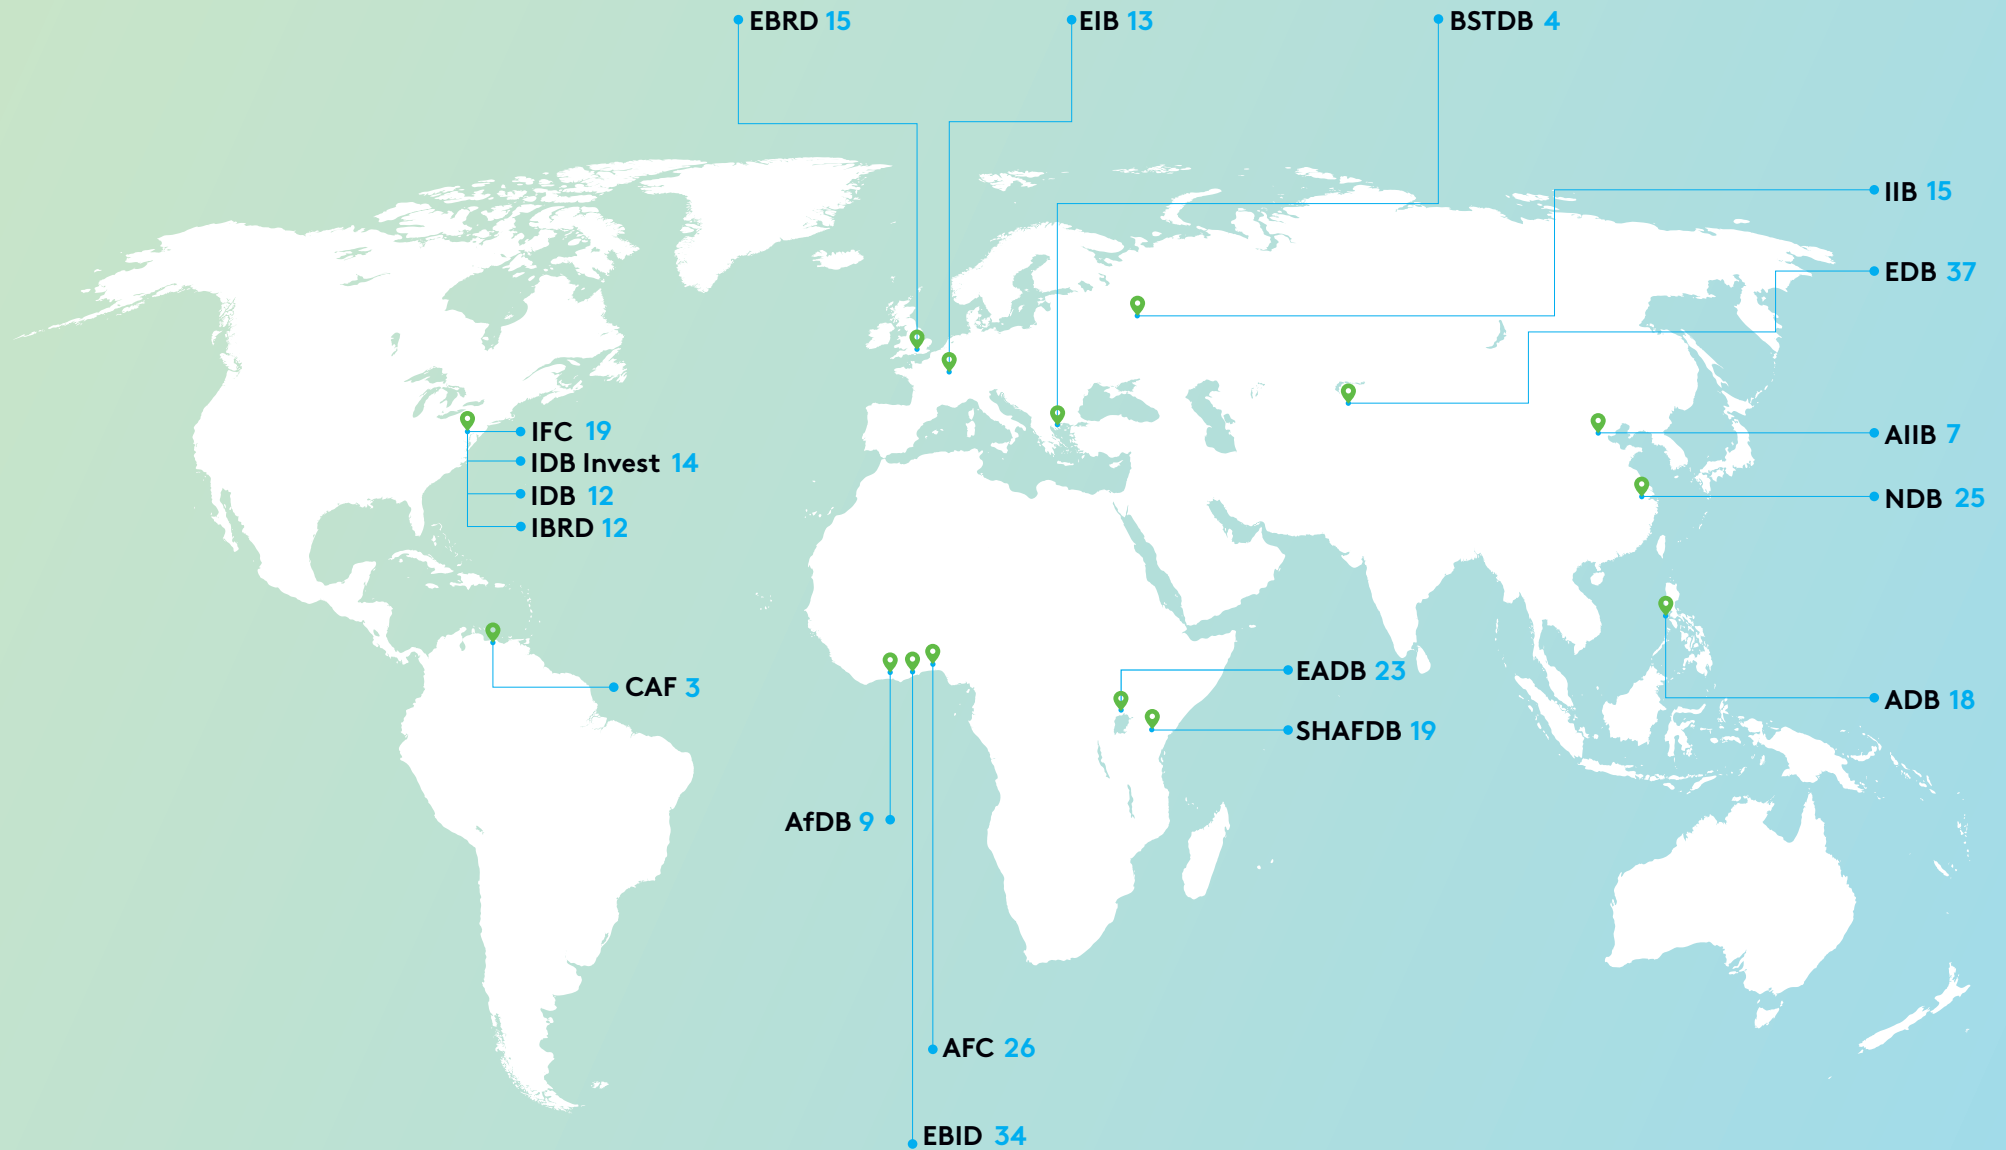 EBRD 15
EIB 13
BSTDB 4
IIB 15
EDB 37
IFC 19
AIIB 7
IDB Invest 14
IDB 12
NDB 25
IBRD 12
EADB 23
CAF 3
ADB 18
SHAFDB 19
AfDB 9
AFC 26
EBID 34